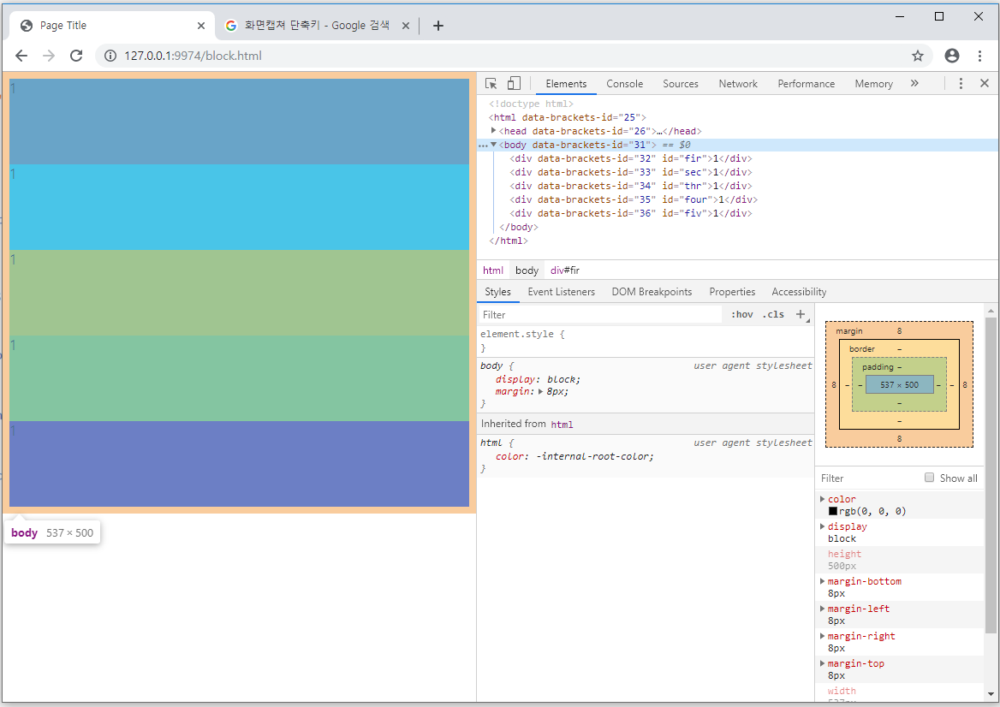 Page Title
화면캡쳐 단축키 - Google 검색
127.0.0.1:9974/block.html
1
1
1
1
1
body 537 × 500
Elements Console Sources Network Performance Memory »
<!doctype html>
<html data-brackets-id="25">
<head data-brackets-id="26">…</head>
<body data-brackets-id="31"> == $0
<div data-brackets-id="32" id="fir">1</div>
<div data-brackets-id="33" id="sec">1</div>
<div data-brackets-id="34" id="thr">1</div>
<div data-brackets-id="35" id="four">1</div>
<div data-brackets-id="36" id="fiv">1</div>
</body>
</html>
html body div#fir
Styles Event Listeners DOM Breakpoints Properties Accessibility
Filter :hov .cls +
element.style {
}
body { user agent stylesheet
display: block;
margin: 8px;
}
Inherited from html
html { user agent stylesheet
color: -internal-root-color;
}
margin 8
border –
padding –
8 – – 537 × 500 – – 8
–
–
8
Filter Show all
color
rgb(0, 0, 0)
display
block
height
500px
margin-bottom
8px
margin-left
8px
margin-right
8px
margin-top
8px
width
537px